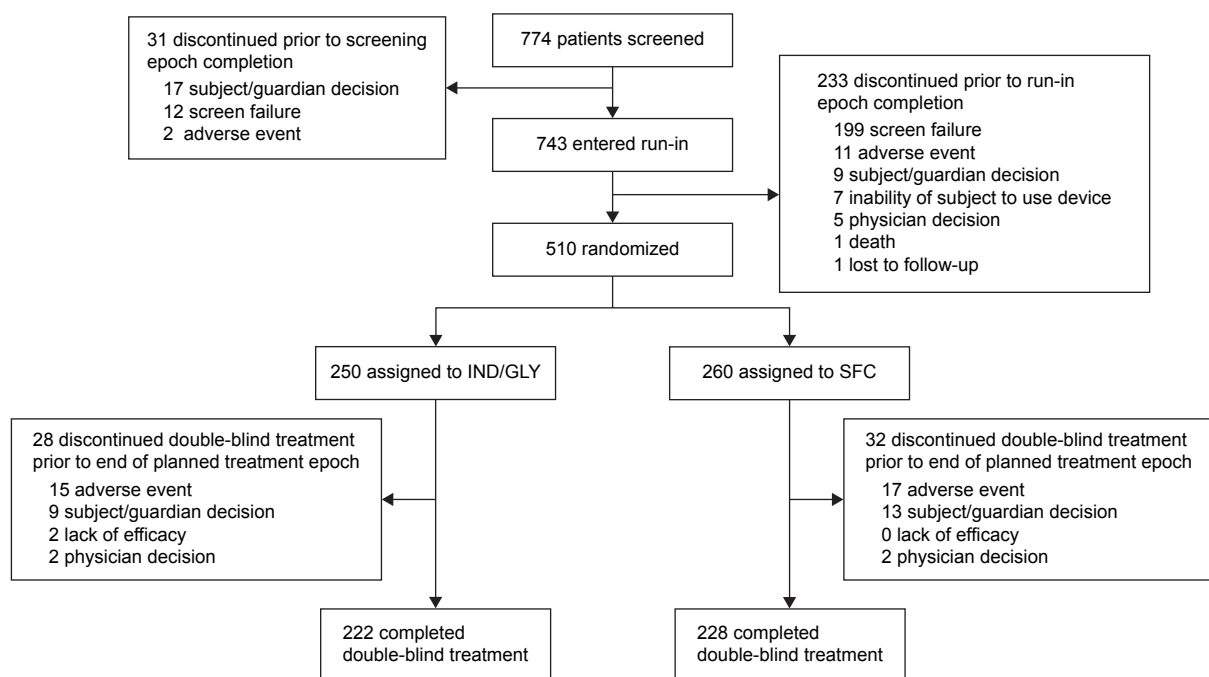 774 patients screened
31 discontinued prior to screening
epoch completion
17 subject/guardian decision
12 screen failure
2 adverse event
743 entered run-in
233 discontinued prior to run-in
epoch completion
199 screen failure
11 adverse event
9 subject/guardian decision
7 inability of subject to use device
5 physician decision
1 death
1 lost to follow-up
510 randomized
250 assigned to IND/GLY
260 assigned to SFC
28 discontinued double-blind treatment
prior to end of planned treatment epoch
15 adverse event
9 subject/guardian decision
2 lack of efficacy
2 physician decision
32 discontinued double-blind treatment
prior to end of planned treatment epoch
17 adverse event
13 subject/guardian decision
0 lack of efficacy
2 physician decision
222 completed
double-blind treatment
228 completed
double-blind treatment